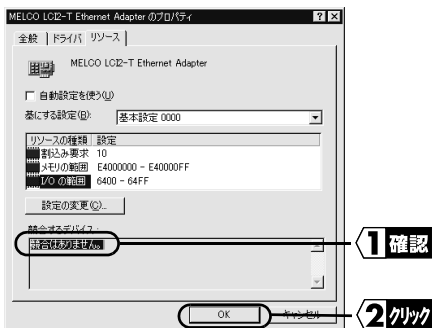 MELCO LCI2-T Ethernet Adapter のプロパティ
全般 ドライバ リソース
MELCO LCI2-T Ethernet Adapter
自動設定を使う(U)
基にする設定(B): 基本設定 0000
リソースの種類 設定
割込み要求 10
メモリの範囲 E4000000 - E40000FF
I/O の範囲 6400 - 64FF
設定の変更(C)...
競合するデバイス:
競合はありません。
1 確認
OK キャンセル
2 クリック